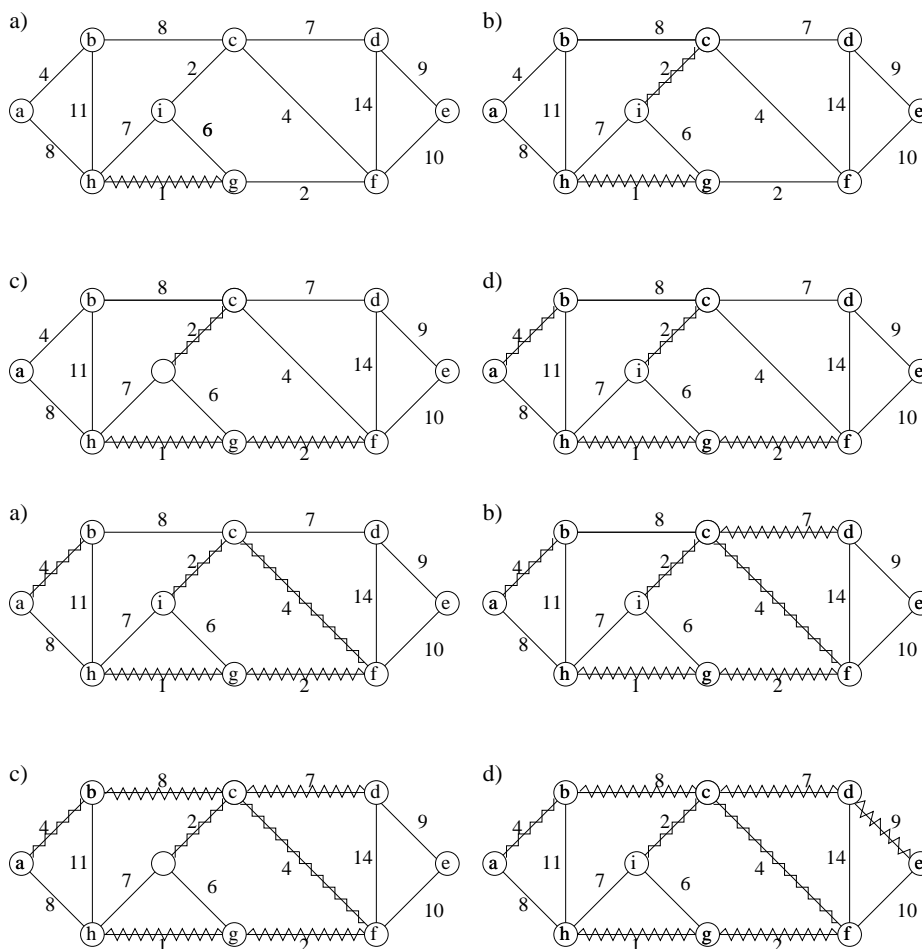 a) b)
b 8 c 7 d b 8 c 7 d
4 2 9 4 2 9
a 11 i 6 4 14 e a 11 i 6 4 14 e
8 7 10 8 7 10
h g f h g f
1 2 1 2
c) d)
b 8 c 7 d b 8 c 7 d
4 2 9 4 2 9
a 11 6 4 14 e a 11 i 6 4 14 e
8 7 10 8 7 10
h g f h g f
1 2 1 2
a) b)
b 8 c 7 d b 8 c 7 d
4 2 9 4 2 9
a 11 i 6 4 14 e a 11 i 6 4 14 e
8 7 10 8 7 10
h g f h g f
1 2 1 2
c) d)
b 8 c 7 d b 8 c 7 d
4 2 9 4 2 9
a 11 6 4 14 e a 11 i 6 4 14 e
8 7 10 8 7 10
h g f h g f
1 2 1 2